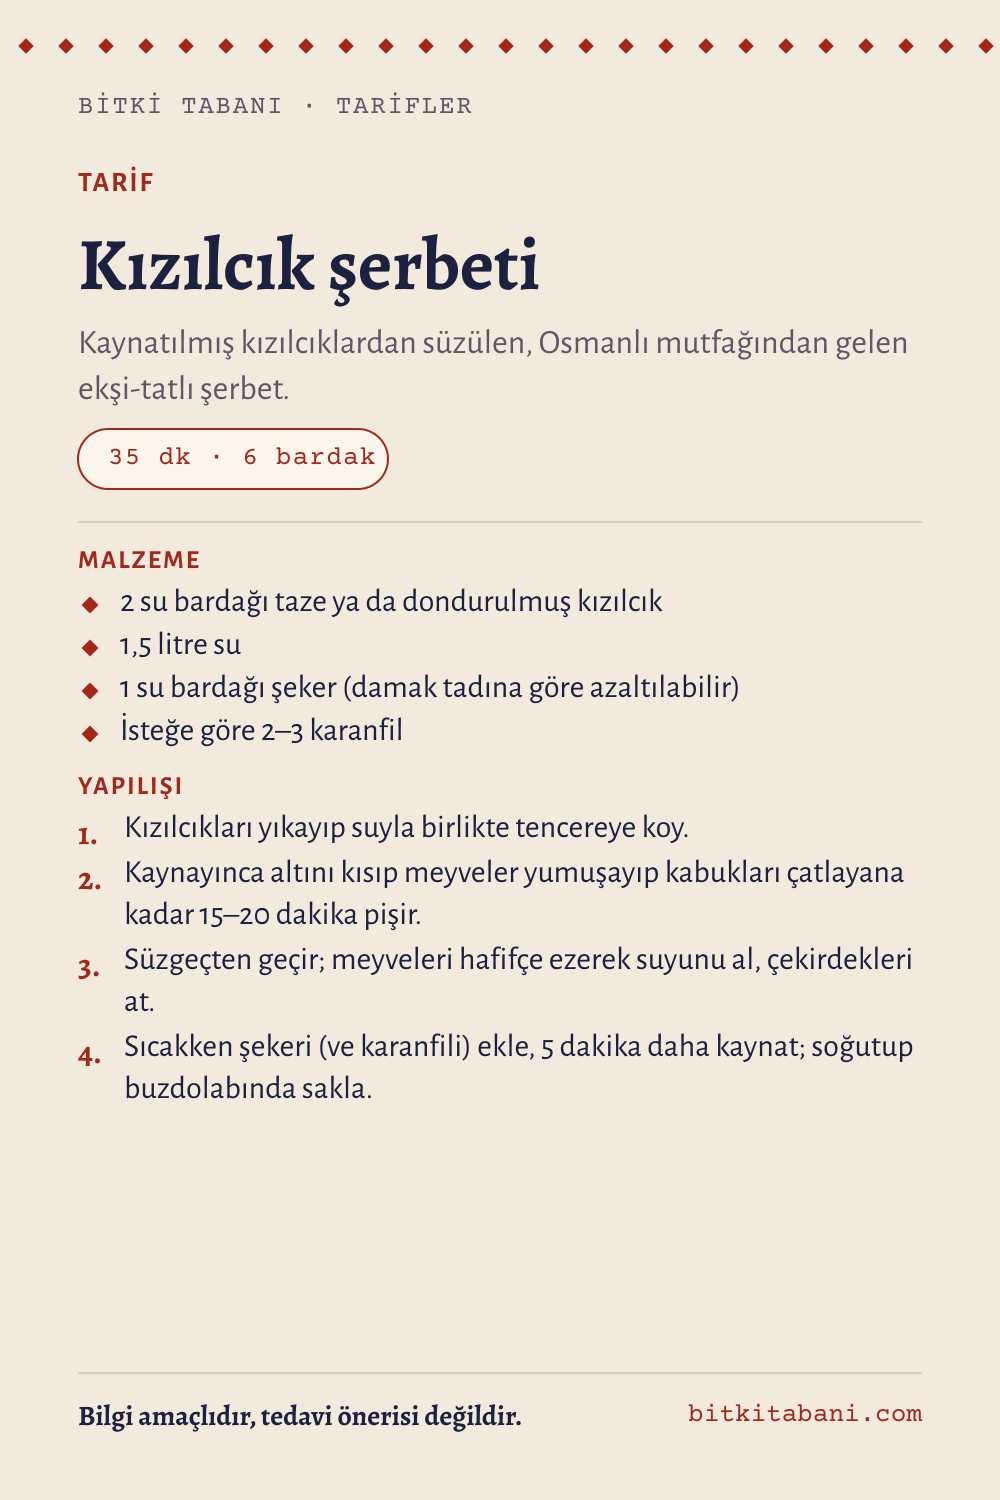 BİTKİ TABANI · TARİFLER
TARİF
Kızılcık şerbeti
Kaynatılmış kızılcıklardan süzülen, Osmanlı mutfağından gelen
ekşi-tatlı şerbet.
35 dk · 6 bardak
MALZEME
◆ 2 su bardağı taze ya da dondurulmuş kızılcık
◆ 1,5 litre su
◆ 1 su bardağı şeker (damak tadına göre azaltılabilir)
◆ İsteğe göre 2–3 karanfil
YAPILIŞI
1. Kızılcıkları yıkayıp suyla birlikte tencereye koy.
2. Kaynayınca altını kısıp meyveler yumuşayıp kabukları çatlayana
kadar 15–20 dakika pişir.
3. Süzgeçten geçir; meyveleri hafifçe ezerek suyunu al, çekirdekleri
at.
4. Sıcakken şekeri (ve karanfili) ekle, 5 dakika daha kaynat; soğutup
buzdolabında sakla.
Bilgi amaçlıdır, tedavi önerisi değildir.
bitkitabani.com